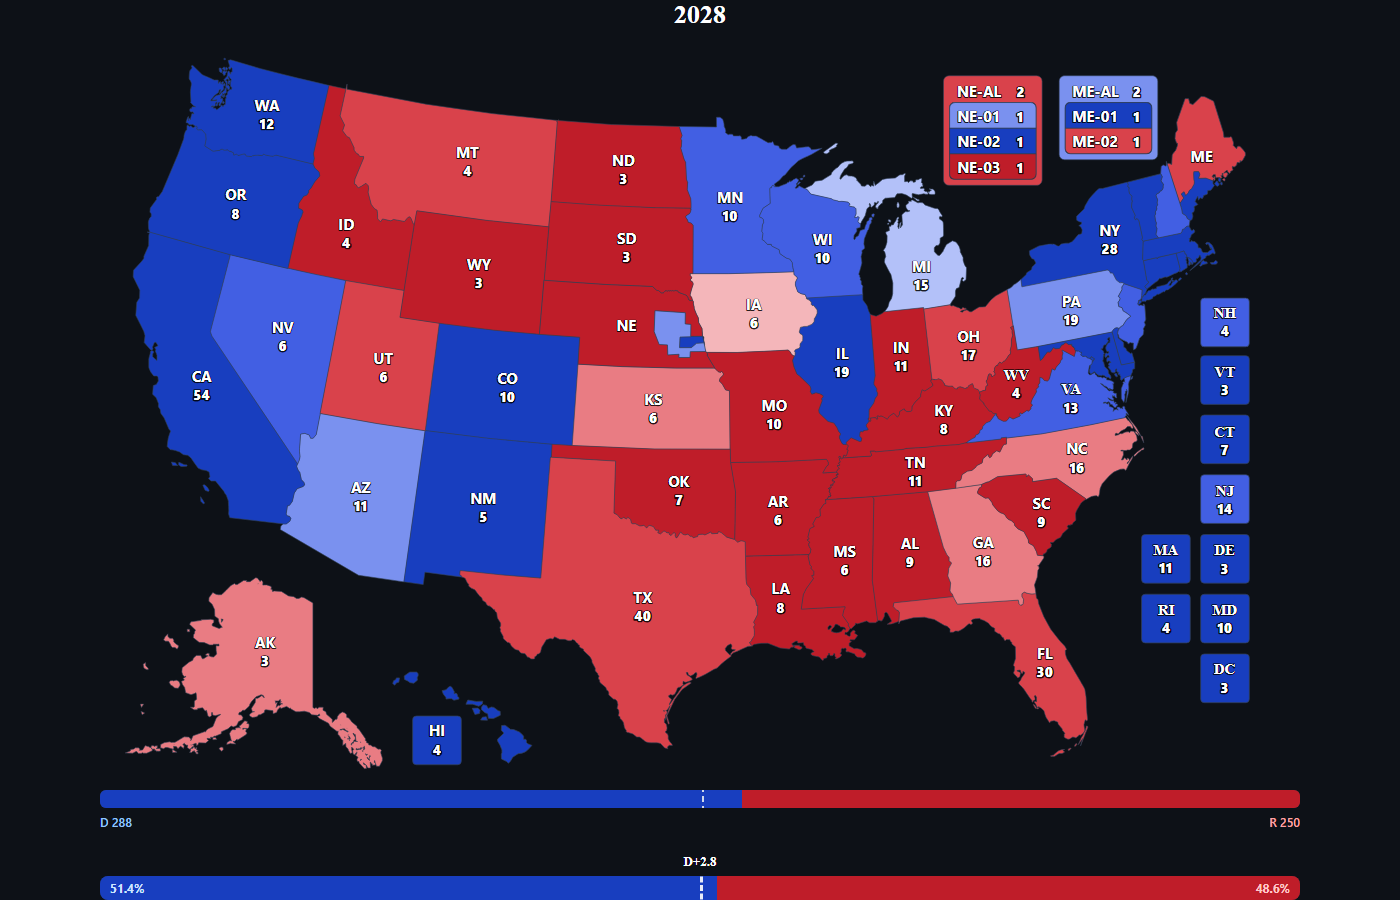 2028
WA
12
OR
8
CA
54
NV
6
ID
4
MT
4
WY
3
UT
6
AZ
11
CO
10
NM
5
ND
3
SD
3
NE
KS
6
OK
7
TX
40
MN
10
IA
6
MO
10
AR
6
LA
8
WI
10
IL
19
MI
15
IN
11
OH
17
KY
8
TN
11
MS
6
AL
9
GA
16
FL
30
SC
9
NC
16
VA
13
WV
4
PA
19
NY
28
ME
AK
3
HI
4
NE-AL 2
NE-01 1
NE-02 1
NE-03 1
ME-AL 2
ME-01 1
ME-02 1
NH
4
VT
3
CT
7
NJ
14
MA
11
DE
3
RI
4
MD
10
DC
3
D 288
R 250
D+2.8
51.4%
48.6%